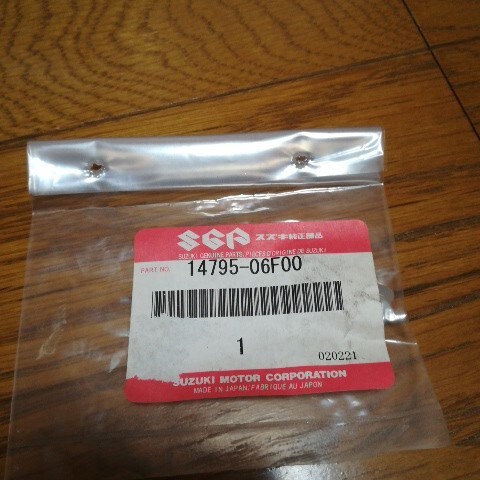 SGP スズキ純正部品
SUZUKI GENUINE PARTS, PIECES D'ORIGINE DE SUZUKI
PART NO. 14795-06F00
1
020221
SUZUKI MOTOR CORPORATION
MADE IN JAPAN/FABRIQUE AU JAPON